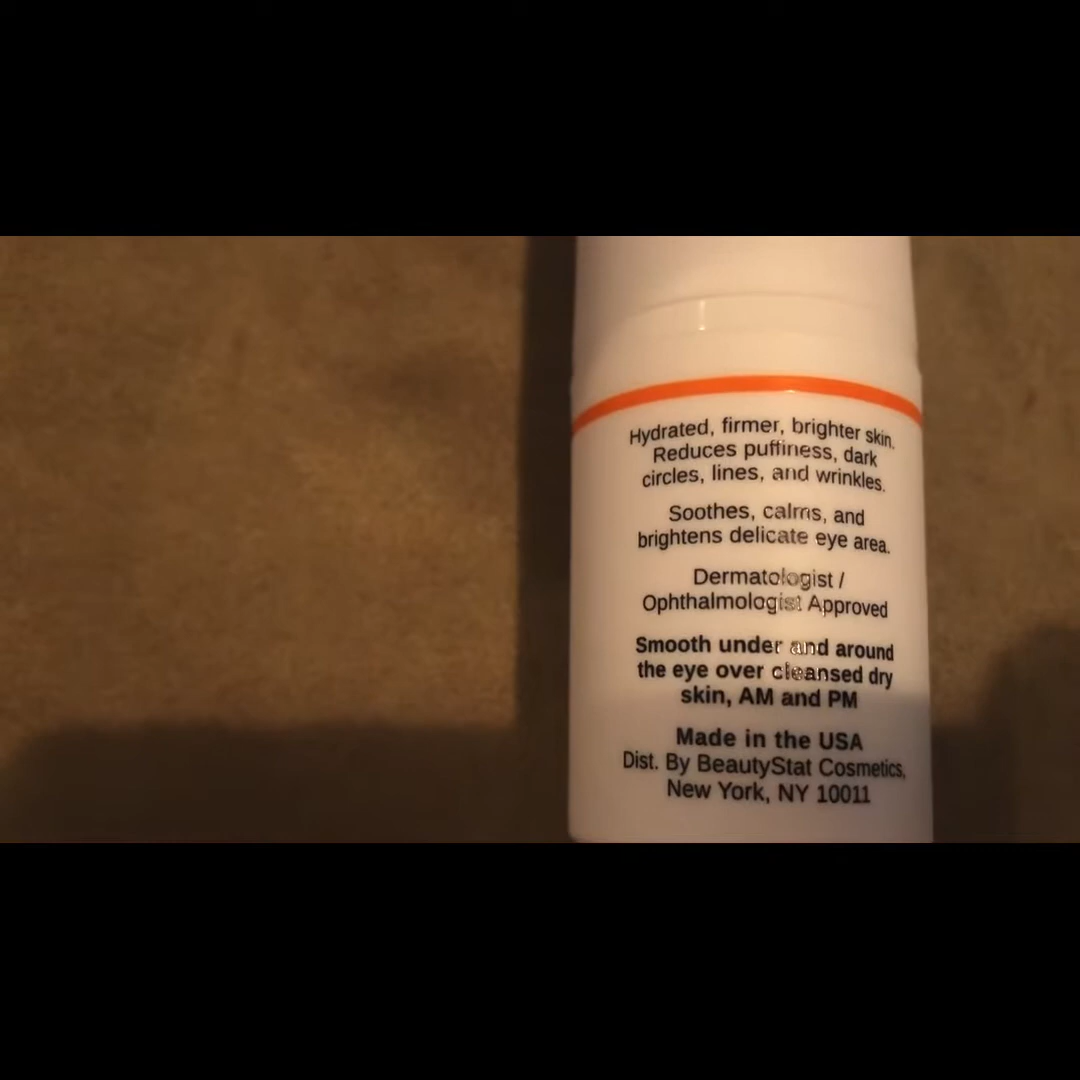 Hydrated, firmer, brighter skin.
Reduces puffiness, dark
circles, lines, and wrinkles.
Soothes, calms, and
brightens delicate eye area.
Dermatologist /
Ophthalmologist Approved
Smooth under and around
the eye over cleansed dry
skin, AM and PM
Made in the USA
Dist. By BeautyStat Cosmetics,
New York, NY 10011